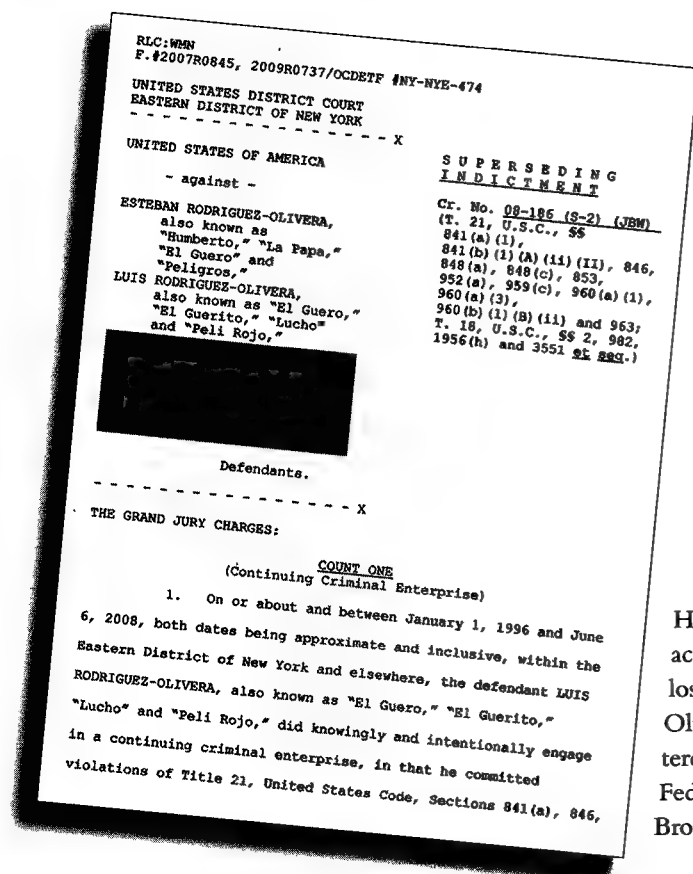 RLC:WMN
F.#2007R0845, 2009R0737/OCDETF #NY-NYE-474
UNITED STATES DISTRICT COURT
EASTERN DISTRICT OF NEW YORK
- - - - - - - - - - - - - - - - X
UNITED STATES OF AMERICA
- against -
ESTEBAN RODRIGUEZ-OLIVERA,
also known as
"Humberto," "La Papa,"
"El Guero" and
"Peligros,"
LUIS RODRIGUEZ-OLIVERA,
also known as "El Guero,"
"El Guerito," "Lucho"
and "Peli Rojo,"
Defendants.
- - - - - - - - - - - - - - - - X
S U P E R S E D I N G
I N D I C T M E N T
Cr. No. 08-186 (S-2) (JBW)
(T. 21, U.S.C., §§
841(a)(1),
841(b)(1)(A)(ii)(II), 846,
848(a), 848(c), 853,
952(a), 959(c), 960(a)(1),
960(a)(3),
960(b)(1)(B)(ii) and 963;
T. 18, U.S.C., §§ 2, 982,
1956(h) and 3551 et seq.)
THE GRAND JURY CHARGES:
COUNT ONE
(Continuing Criminal Enterprise)
1. On or about and between January 1, 1996 and June
6, 2008, both dates being approximate and inclusive, within the
Eastern District of New York and elsewhere, the defendant LUIS
RODRIGUEZ-OLIVERA, also known as "El Guero," "El Guerito,"
"Lucho" and "Peli Rojo," did knowingly and intentionally engage
in a continuing criminal enterprise, in that he committed
violations of Title 21, United States Code, Sections 841(a), 846,
H
ac
los
Ol
tere
Fed
Bro